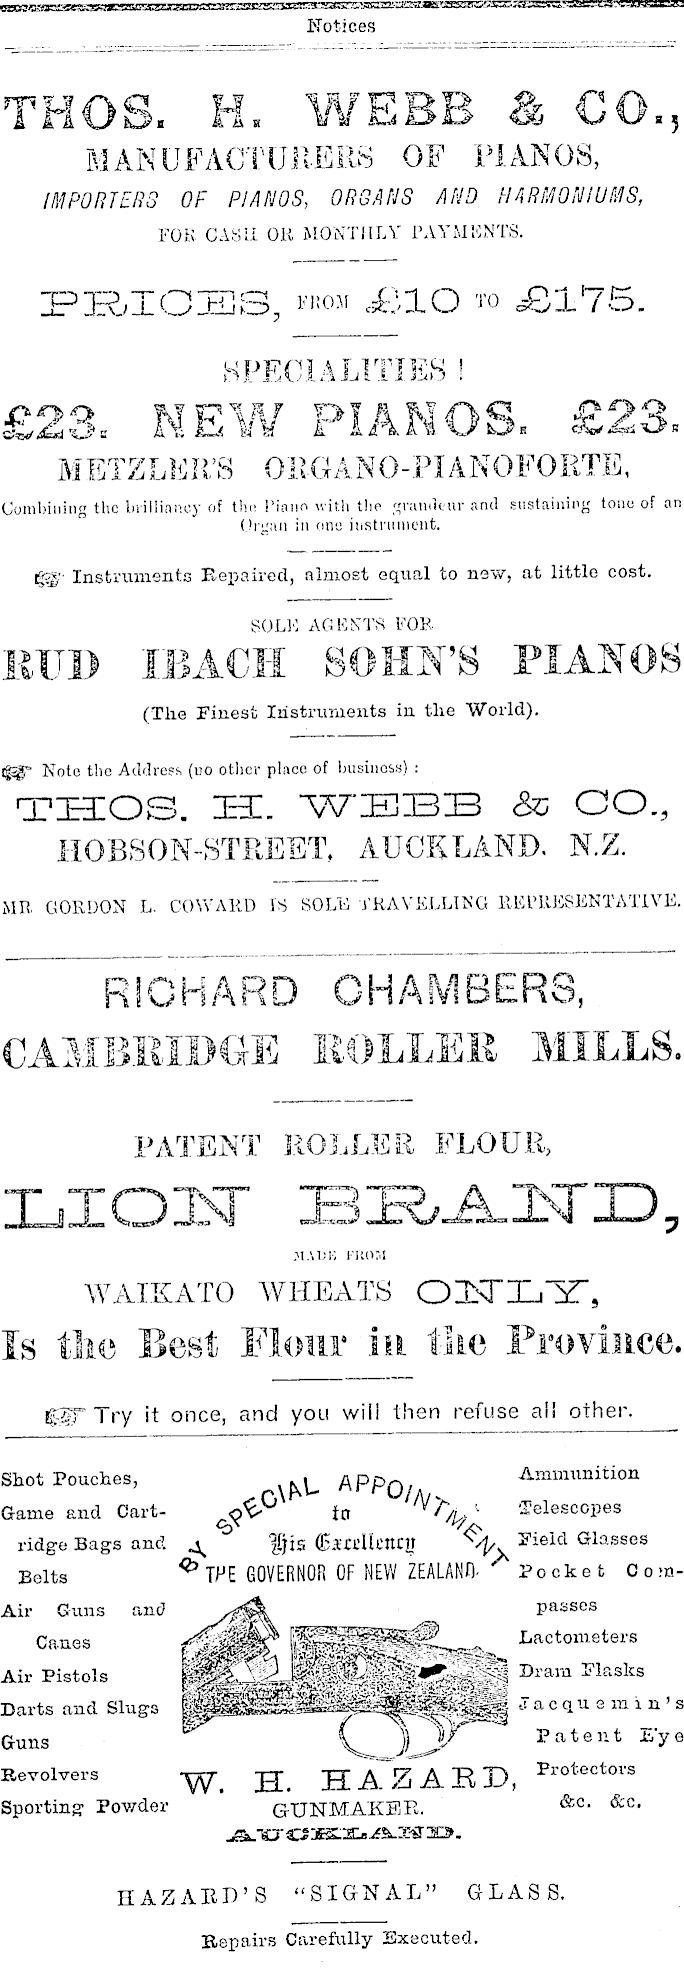 Notices
THOS. H. WEBB & CO.,
MANUFACTURERS OF PIANOS,
IMPORTERS OF PIANOS, ORGANS AND HARMONIUMS,
FOR CASH OR MONTHLY PAYMENTS.
PRICES, FROM £10 TO £175.
SPECIALITIES !
£23. NEW PIANOS. £23.
METZLER'S ORGANO-PIANOFORTE,
Combining the brilliancy of the Piano with the grandeur and sustaining tone of an
Organ in one instrument.
☞ Instruments Repaired, almost equal to new, at little cost.
SOLE AGENTS FOR
RUD IBACH SOHN'S PIANOS
(The Finest Instruments in the World).
☞ Note the Address (no other place of business) :
THOS. H. WEBB & CO.,
HOBSON-STREET, AUCKLAND. N.Z.
MR GORDON L. COWARD IS SOLE TRAVELLING REPRESENTATIVE.
RICHARD CHAMBERS,
CAMBRIDGE ROLLER MILLS.
PATENT ROLLER FLOUR,
LION BRAND,
MADE FROM
WAIKATO WHEATS ONLY,
Is the Best Flour in the Province.
☞ Try it once, and you will then refuse all other.
Shot Pouches,
Game and Cart-
ridge Bags and
Belts
Air Guns and
Canes
Air Pistols
Darts and Slugs
Guns
Revolvers
Sporting Powder
BY SPECIAL APPOINTMENT
to
His Excellency
THE GOVERNOR OF NEW ZEALAND.
W. H. HAZARD,
GUNMAKER.
AUCKLAND.
Ammunition
Telescopes
Field Glasses
Pocket Com-
passes
Lactometers
Dram Flasks
Jacquemin's
Patent Eye
Protectors
&c. &c.
HAZARD'S "SIGNAL" GLASS.
Repairs Carefully Executed.